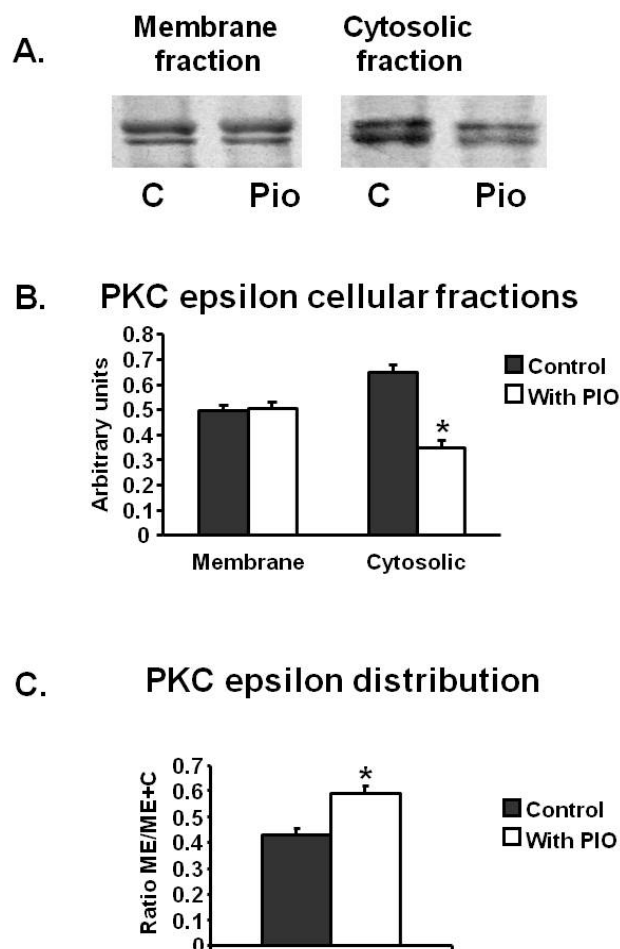 A.
Membrane fraction
Cytosolic fraction
C Pio C Pio
B. PKC epsilon cellular fractions
Arbitrary units
0.8
0.7
0.6
0.5
0.4
0.3
0.2
0.1
0
*
Membrane Cytosolic
Control
With PIO
C. PKC epsilon distribution
Ratio ME/ME+C
0.7
0.6
0.5
0.4
0.3
0.2
0.1
0
*
Control
With PIO